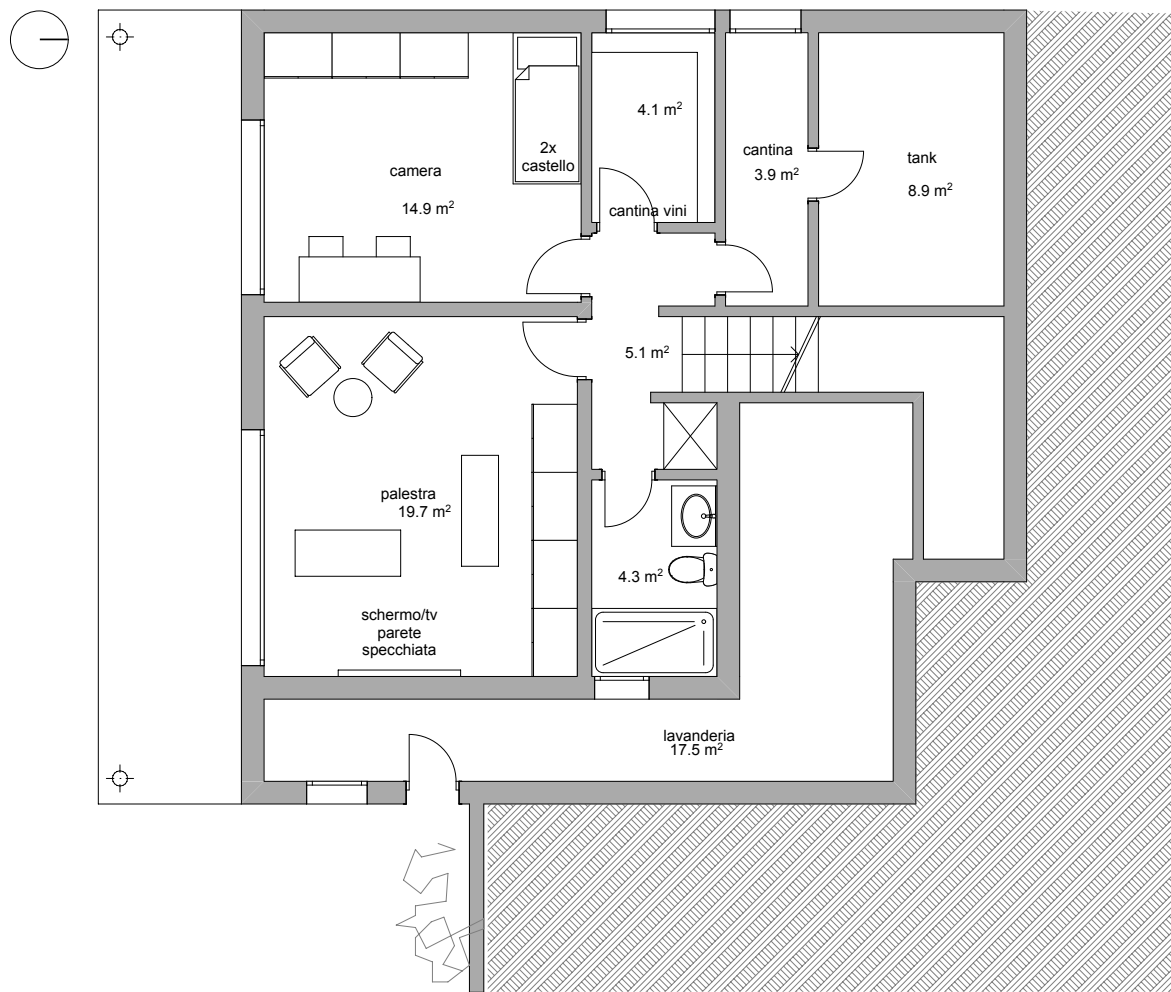 4.1 m²
2x
castello
cantina
3.9 m²
tank
8.9 m²
camera
14.9 m²
cantina vini
5.1 m²
palestra
19.7 m²
4.3 m²
schermo/tv
parete
specchiata
lavanderia
17.5 m²